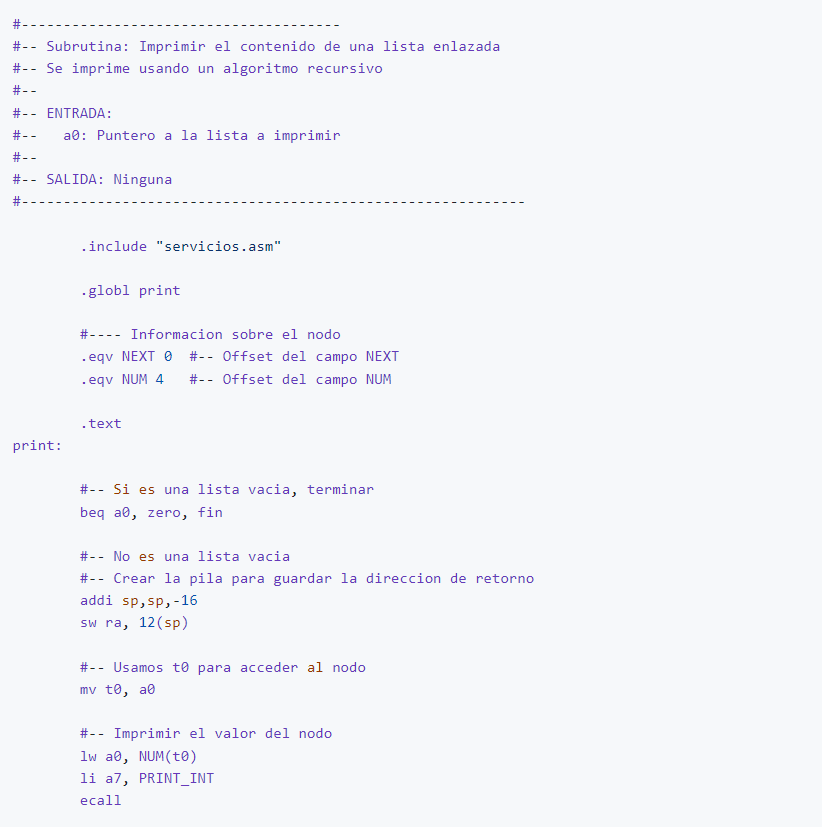 #--------------------------------------
#-- Subrutina: Imprimir el contenido de una lista enlazada
#-- Se imprime usando un algoritmo recursivo
#--
#-- ENTRADA:
#--   a0: Puntero a la lista a imprimir
#--
#-- SALIDA: Ninguna
#------------------------------------------------------------
        .include "servicios.asm"
        .globl print
        #---- Informacion sobre el nodo
        .eqv NEXT 0  #-- Offset del campo NEXT
        .eqv NUM 4   #-- Offset del campo NUM
        .text
print:
        #-- Si es una lista vacia, terminar
        beq a0, zero, fin
        #-- No es una lista vacia
        #-- Crear la pila para guardar la direccion de retorno
        addi sp,sp,-16
        sw ra, 12(sp)
        #-- Usamos t0 para acceder al nodo
        mv t0, a0
        #-- Imprimir el valor del nodo
        lw a0, NUM(t0)
        li a7, PRINT_INT
        ecall